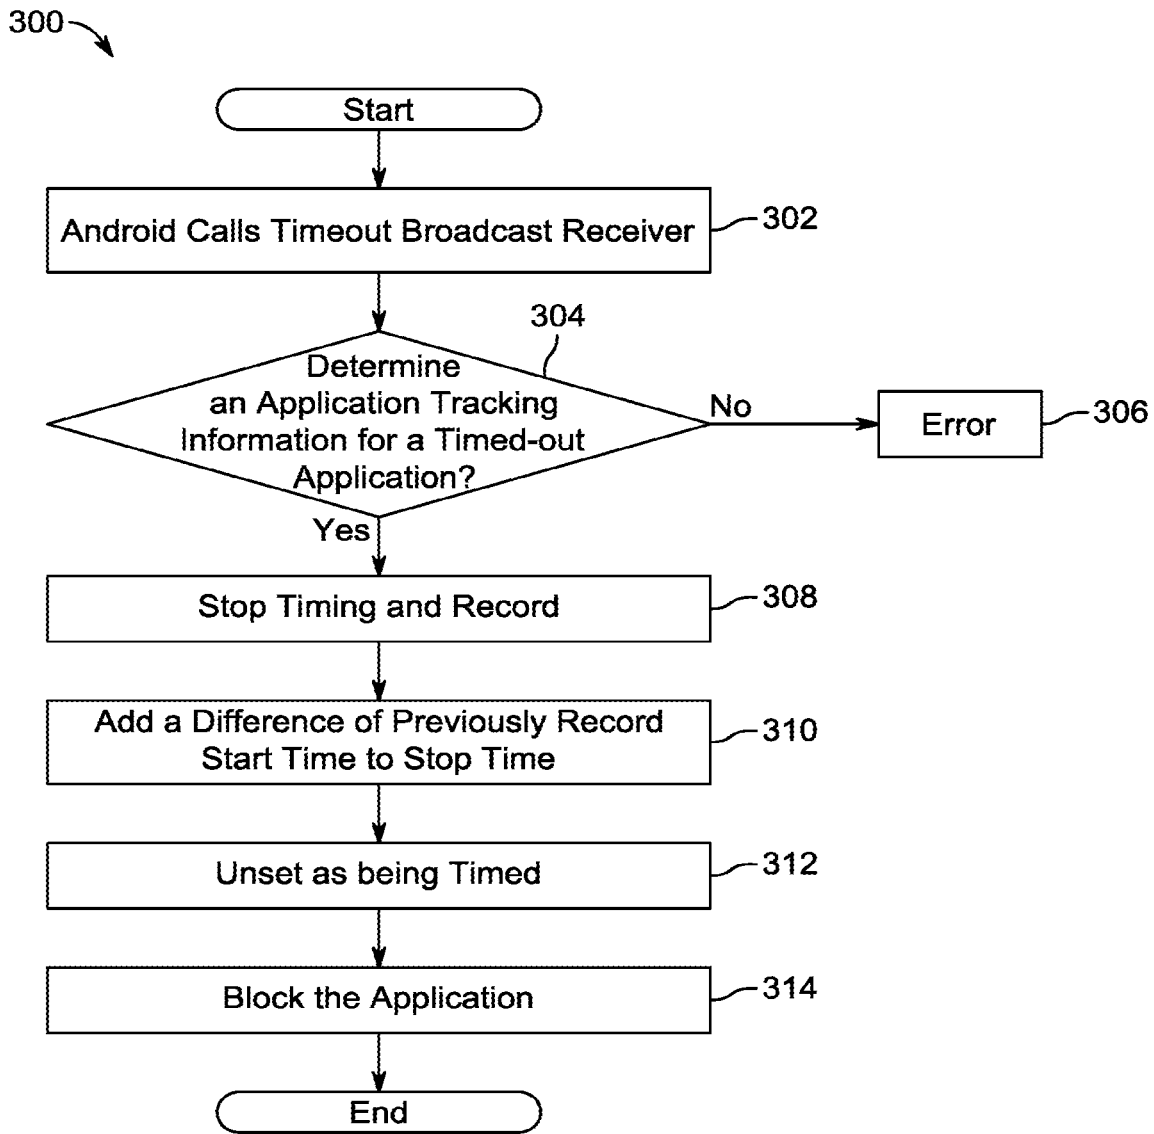 300
Start
Android Calls Timeout Broadcast Receiver
302
304
Determine
an Application Tracking
Information for a Timed-out
Application?
No
Error
306
Yes
Stop Timing and Record
308
Add a Difference of Previously Record
Start Time to Stop Time
310
Unset as being Timed
312
Block the Application
314
End